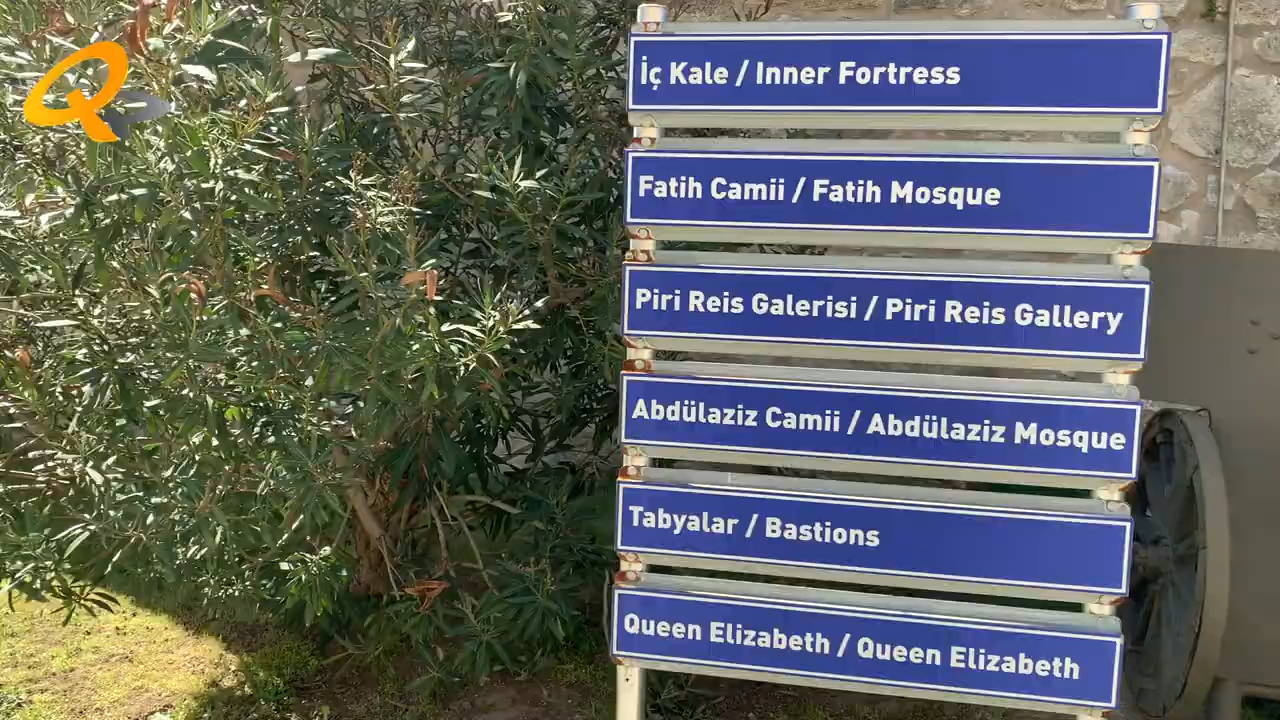 İç Kale / Inner Fortress
Fatih Camii / Fatih Mosque
Piri Reis Galerisi / Piri Reis Gallery
Abdülaziz Camii / Abdülaziz Mosque
Tabyalar / Bastions
Queen Elizabeth / Queen Elizabeth